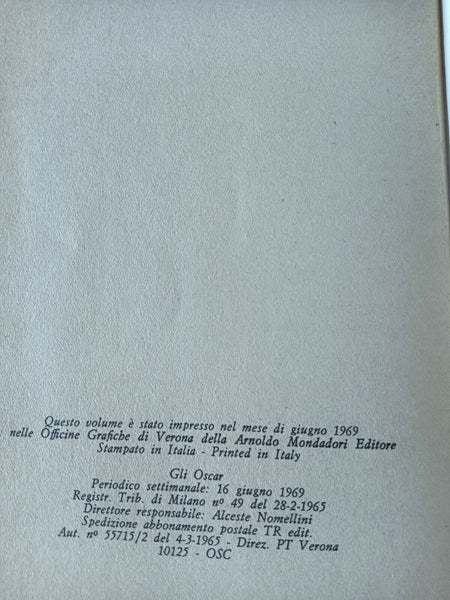 Questo volume è stato impresso nel mese di giugno 1969
nelle Officine Grafiche di Verona della Arnoldo Mondadori Editore
Stampato in Italia - Printed in Italy
Gli Oscar
Periodico settimanale: 16 giugno 1969
Registr. Trib. di Milano nº 49 del 28-2-1965
Direttore responsabile: Alceste Nomellini
Spedizione abbonamento postale TR edit.
Aut. nº 55715/2 del 4-3-1965 - Direz. PT Verona
10125 - OSC